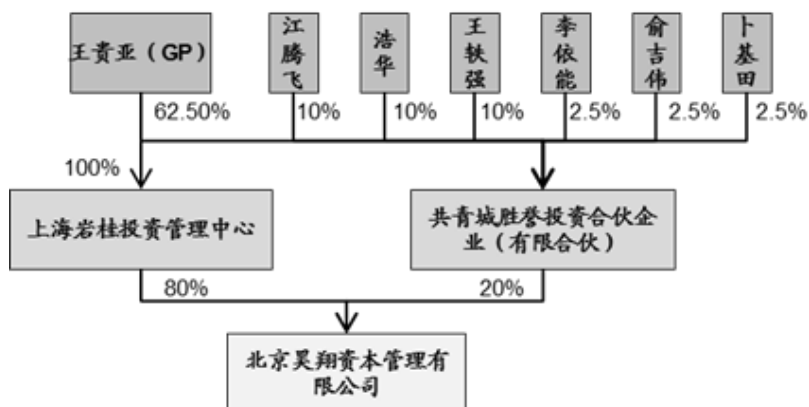 王贵亚（GP）
江腾飞
浩华
王轶强
李依能
俞吉伟
卜基田
62.50%
10%
10%
10%
2.5%
2.5%
2.5%
100%
上海岩桂投资管理中心
共青城胜誉投资合伙企
业（有限合伙）
80%
20%
北京昊翔资本管理有
限公司